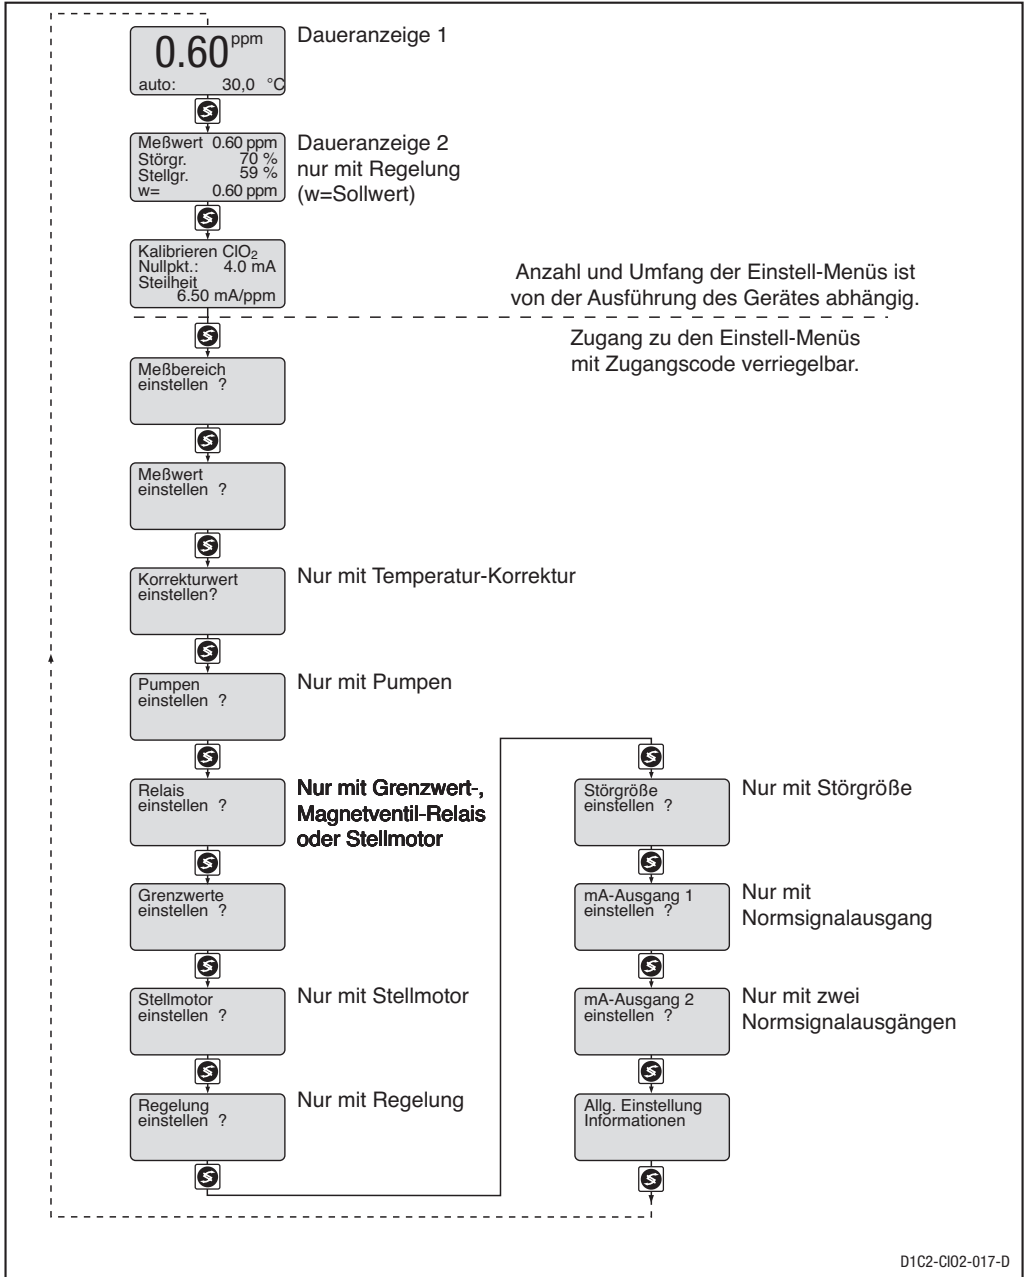 0.60 ppm
auto: 30,0 °C
Daueranzeige 1
Meßwert 0.60 ppm
Störgr. 70 %
Stellgr. 59 %
w= 0.60 ppm
Daueranzeige 2
nur mit Regelung
(w=Sollwert)
Kalibrieren ClO₂
Nullpkt.: 4.0 mA
Steilheit
6.50 mA/ppm
Anzahl und Umfang der Einstell-Menüs ist
von der Ausführung des Gerätes abhängig.
Zugang zu den Einstell-Menüs
mit Zugangscode verriegelbar.
Meßbereich
einstellen ?
Meßwert
einstellen ?
Korrekturwert
einstellen?
Nur mit Temperatur-Korrektur
Pumpen
einstellen ?
Nur mit Pumpen
Relais
einstellen ?
Nur mit Grenzwert-,
Magnetventil-Relais
oder Stellmotor
Grenzwerte
einstellen ?
Stellmotor
einstellen ?
Nur mit Stellmotor
Regelung
einstellen ?
Nur mit Regelung
Störgröße
einstellen ?
Nur mit Störgröße
mA-Ausgang 1
einstellen ?
Nur mit
Normsignalausgang
mA-Ausgang 2
einstellen ?
Nur mit zwei
Normsignalausgängen
Allg. Einstellung
Informationen
D1C2-ClO2-017-D